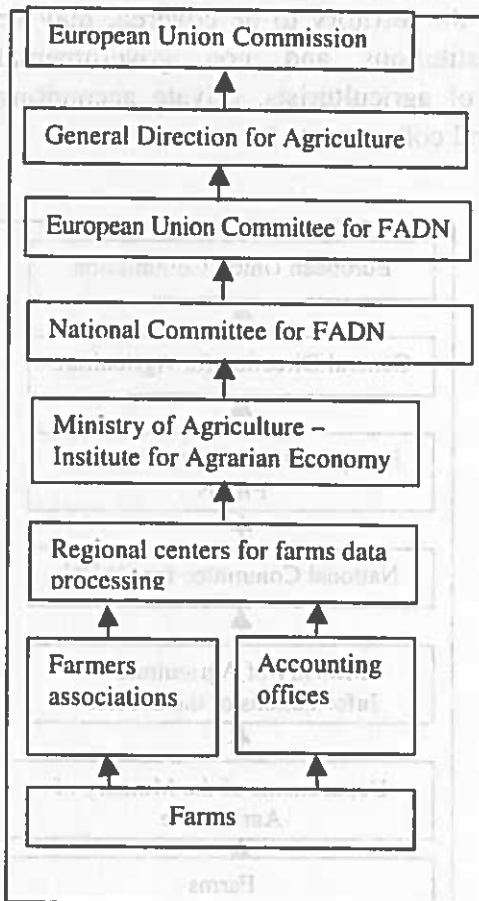 European Union Commission
General Direction for Agriculture
European Union Committee for FADN
National Committee for FADN
Ministry of Agriculture –
Institute for Agrarian Economy
Regional centers for farms data
processing
Farmers
associations
Accounting
offices
Farms